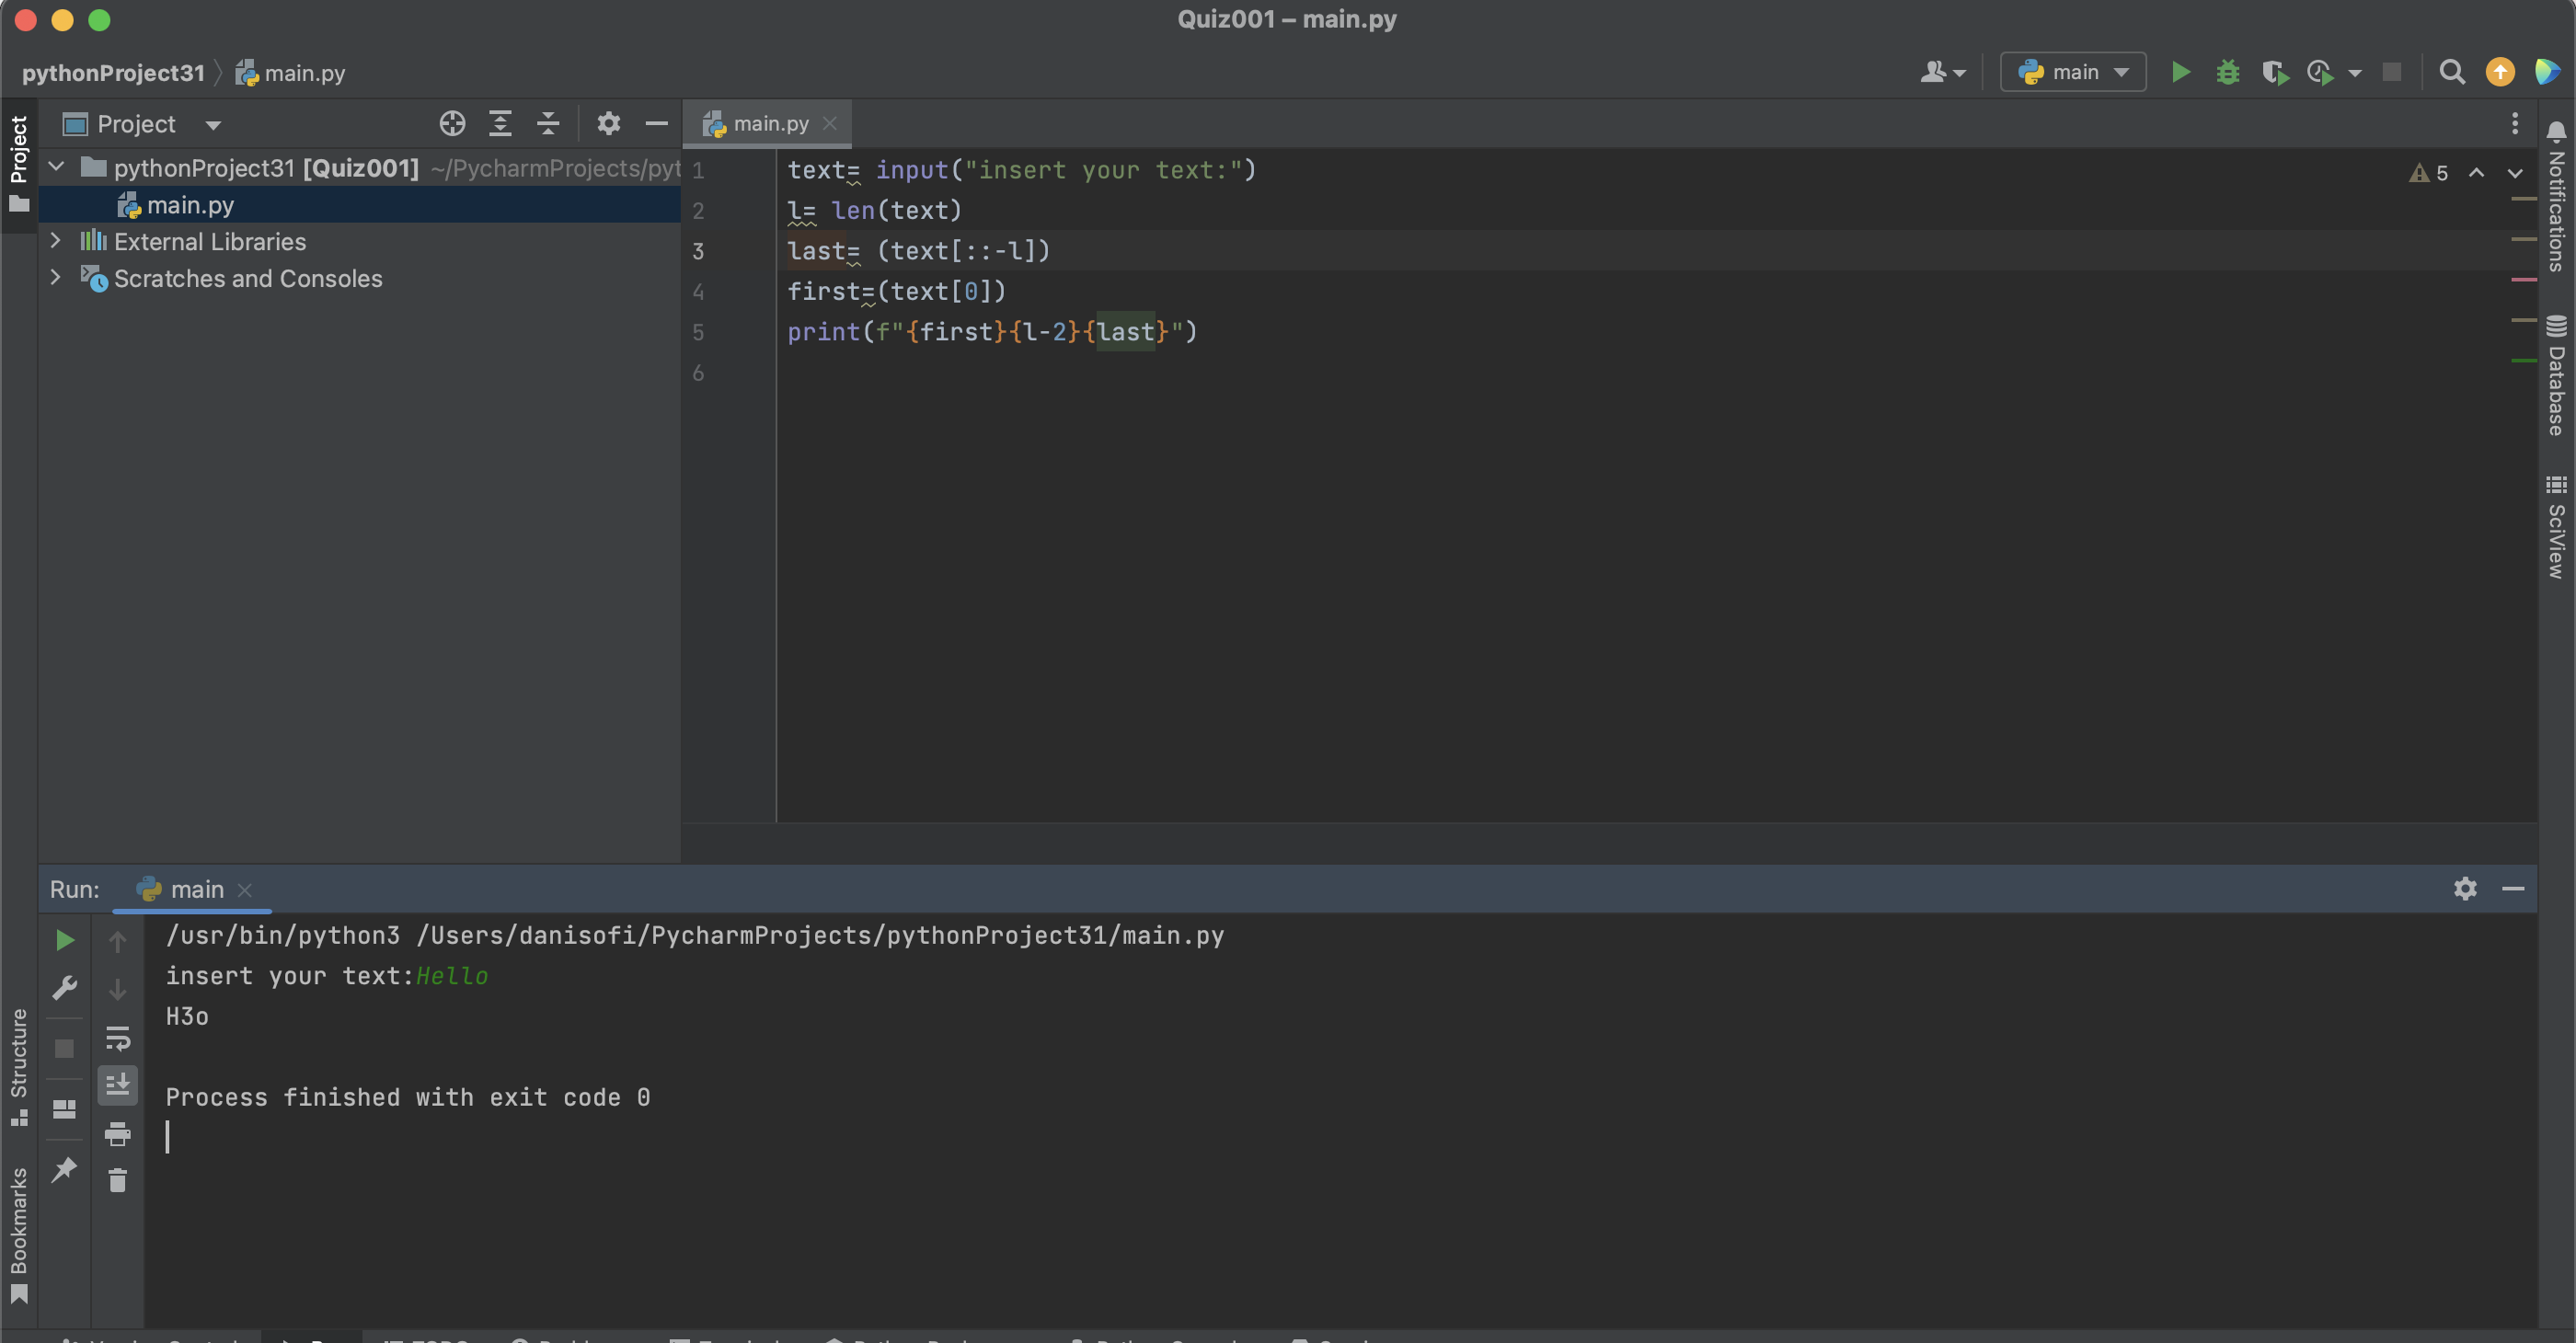 Quiz001 – main.py
pythonProject31 main.py
main
Project
Project
main.py
pythonProject31 [Quiz001] ~/PycharmProjects/pyt
main.py
External Libraries
Scratches and Consoles
1 text= input("insert your text:")
2 l= len(text)
3 last= (text[::-l])
4 first=(text[0])
5 print(f"{first}{l-2}{last}")
6
5
Notifications
Database
SciView
Run: main
/usr/bin/python3 /Users/danisofi/PycharmProjects/pythonProject31/main.py
insert your text:Hello
H3o
Process finished with exit code 0
Structure
Bookmarks